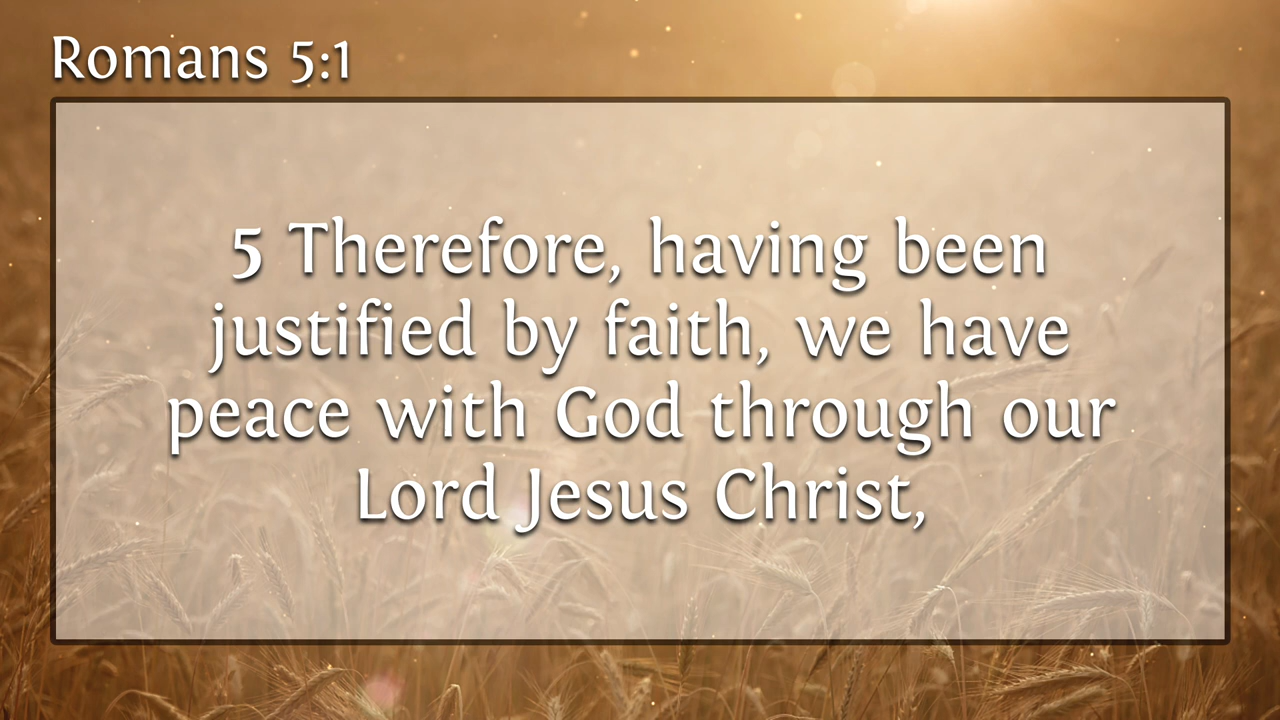 Romans 5:1
5 Therefore, having been
justified by faith, we have
peace with God through our
Lord Jesus Christ,